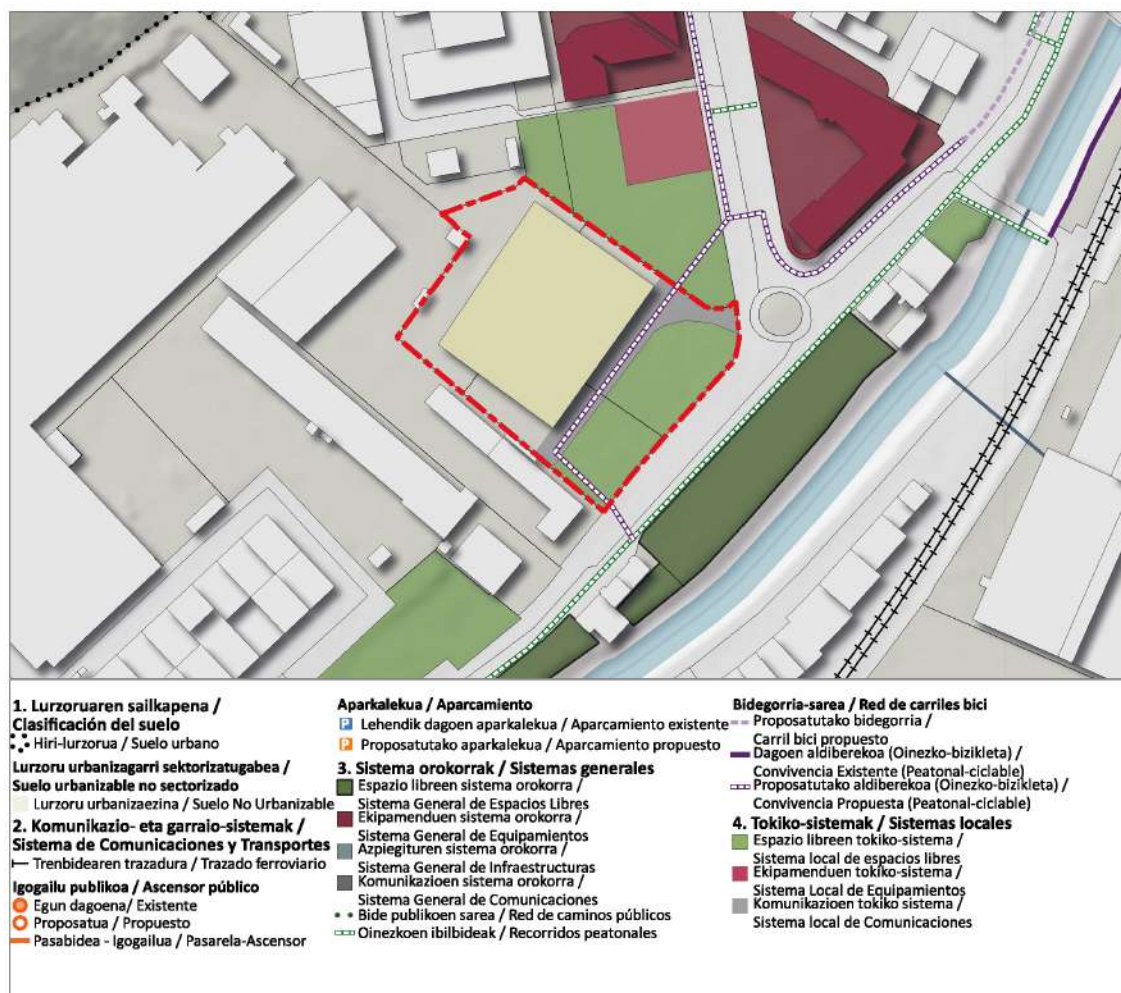 1. Lurzoruaren sailkapena /
Clasificación del suelo
Hiri-lurzorua / Suelo urbano
Lurzoru urbanizagarri sektorizatugabea /
Suelo urbanizable no sectorizado
Lurzoru urbanizaezina / Suelo No Urbanizable
2. Komunikazio- eta garraio-sistemak /
Sistema de Comunicaciones y Transportes
Trenbidearen trazadura / Trazado ferroviario
Igogailu publikoa / Ascensor público
Egun dagoena/ Existente
Proposatua / Propuesto
Pasabidea - Igogailua / Pasarela-Ascensor
Aparkalekua / Aparcamiento
P Lehendik dagoen aparkalekua / Aparcamiento existente
P Proposatutako aparkalekua / Aparcamiento propuesto
3. Sistema orokorrak / Sistemas generales
Espazio libreen sistema orokorra /
Sistema General de Espacios Libres
Ekipamenduen sistema orokorra /
Sistema General de Equipamientos
Azpiegituren sistema orokorra /
Sistema General de Infraestructuras
Komunikazioen sistema orokorra /
Sistema General de Comunicaciones
Bide publikoen sarea / Red de caminos públicos
Oinezkoen ibilbideak / Recorridos peatonales
Bidegorria-sarea / Red de carriles bici
Proposatutako bidegorria /
Carril bici propuesto
Dagoen aldiberekoa (Oinezko-bizikleta) /
Convivencia Existente (Peatonal-ciclable)
Proposatutako aldiberekoa (Oinezko-bizikleta) /
Convivencia Propuesta (Peatonal-ciclable)
4. Tokiko-sistemak / Sistemas locales
Espazio libreen tokiko-sistema /
Sistema local de espacios libres
Ekipamenduen tokiko-sistema /
Sistema Local de Equipamientos
Komunikazioen tokiko sistema /
Sistema local de Comunicaciones